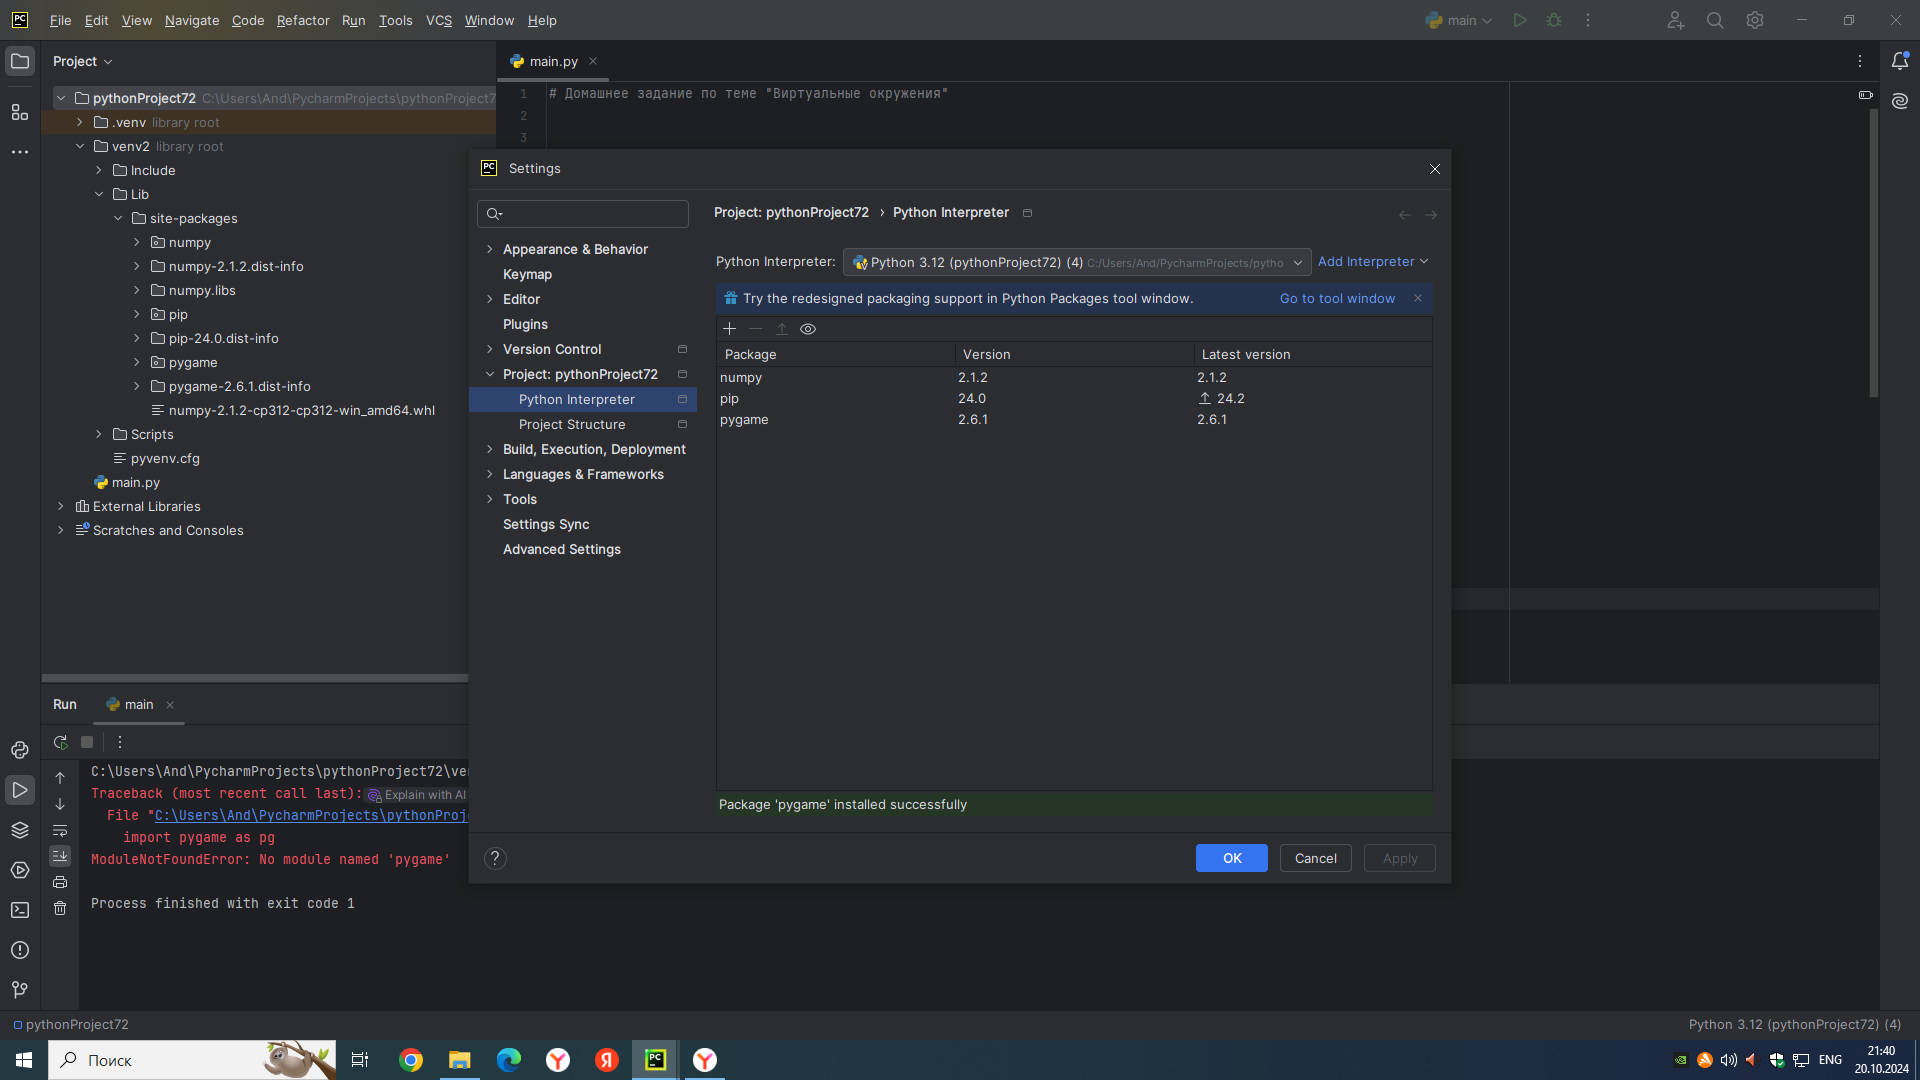 PC File Edit View Navigate Code Refactor Run Tools VCS Window Help main
Project
main.py
pythonProject72 C:\Users\And\PycharmProjects\pythonProject7
.venv library root
venv2 library root
Include
Lib
site-packages
numpy
numpy-2.1.2.dist-info
numpy.libs
pip
pip-24.0.dist-info
pygame
pygame-2.6.1.dist-info
numpy-2.1.2-cp312-cp312-win_amd64.whl
Scripts
pyvenv.cfg
main.py
External Libraries
Scratches and Consoles
1 # Домашнее задание по теме "Виртуальные окружения"
2
3
PC Settings
Appearance & Behavior
Keymap
Editor
Plugins
Version Control
Project: pythonProject72
Python Interpreter
Project Structure
Build, Execution, Deployment
Languages & Frameworks
Tools
Settings Sync
Advanced Settings
Project: pythonProject72 › Python Interpreter
Python Interpreter: Python 3.12 (pythonProject72) (4) C:/Users/And/PycharmProjects/pytho Add Interpreter
Try the redesigned packaging support in Python Packages tool window. Go to tool window
Package Version Latest version
numpy 2.1.2 2.1.2
pip 24.0 24.2
pygame 2.6.1 2.6.1
Package 'pygame' installed successfully
? OK Cancel Apply
Run main
C:\Users\And\PycharmProjects\pythonProject72\ve
Traceback (most recent call last): Explain with AI
File "C:\Users\And\PycharmProjects\pythonProj
import pygame as pg
ModuleNotFoundError: No module named 'pygame'
Process finished with exit code 1
pythonProject72 Python 3.12 (pythonProject72) (4)
Поиск Y Я PC Y ENG 21:40
20.10.2024